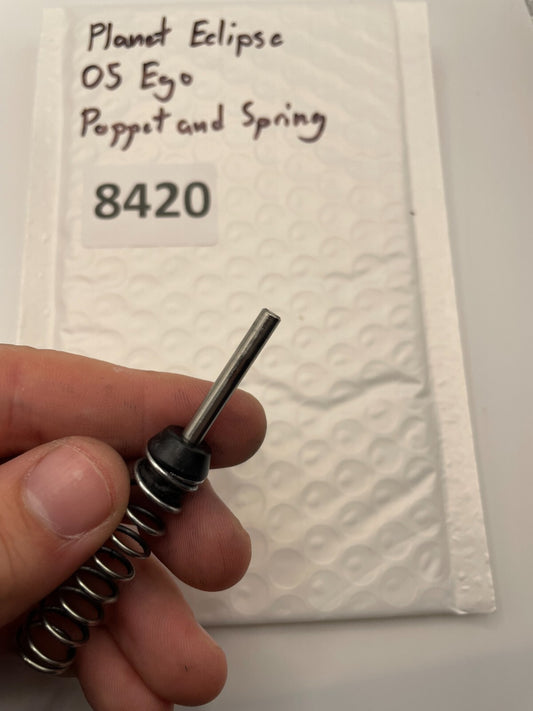 Planet Eclipse
05 Ego
Poppet and Spring
8420